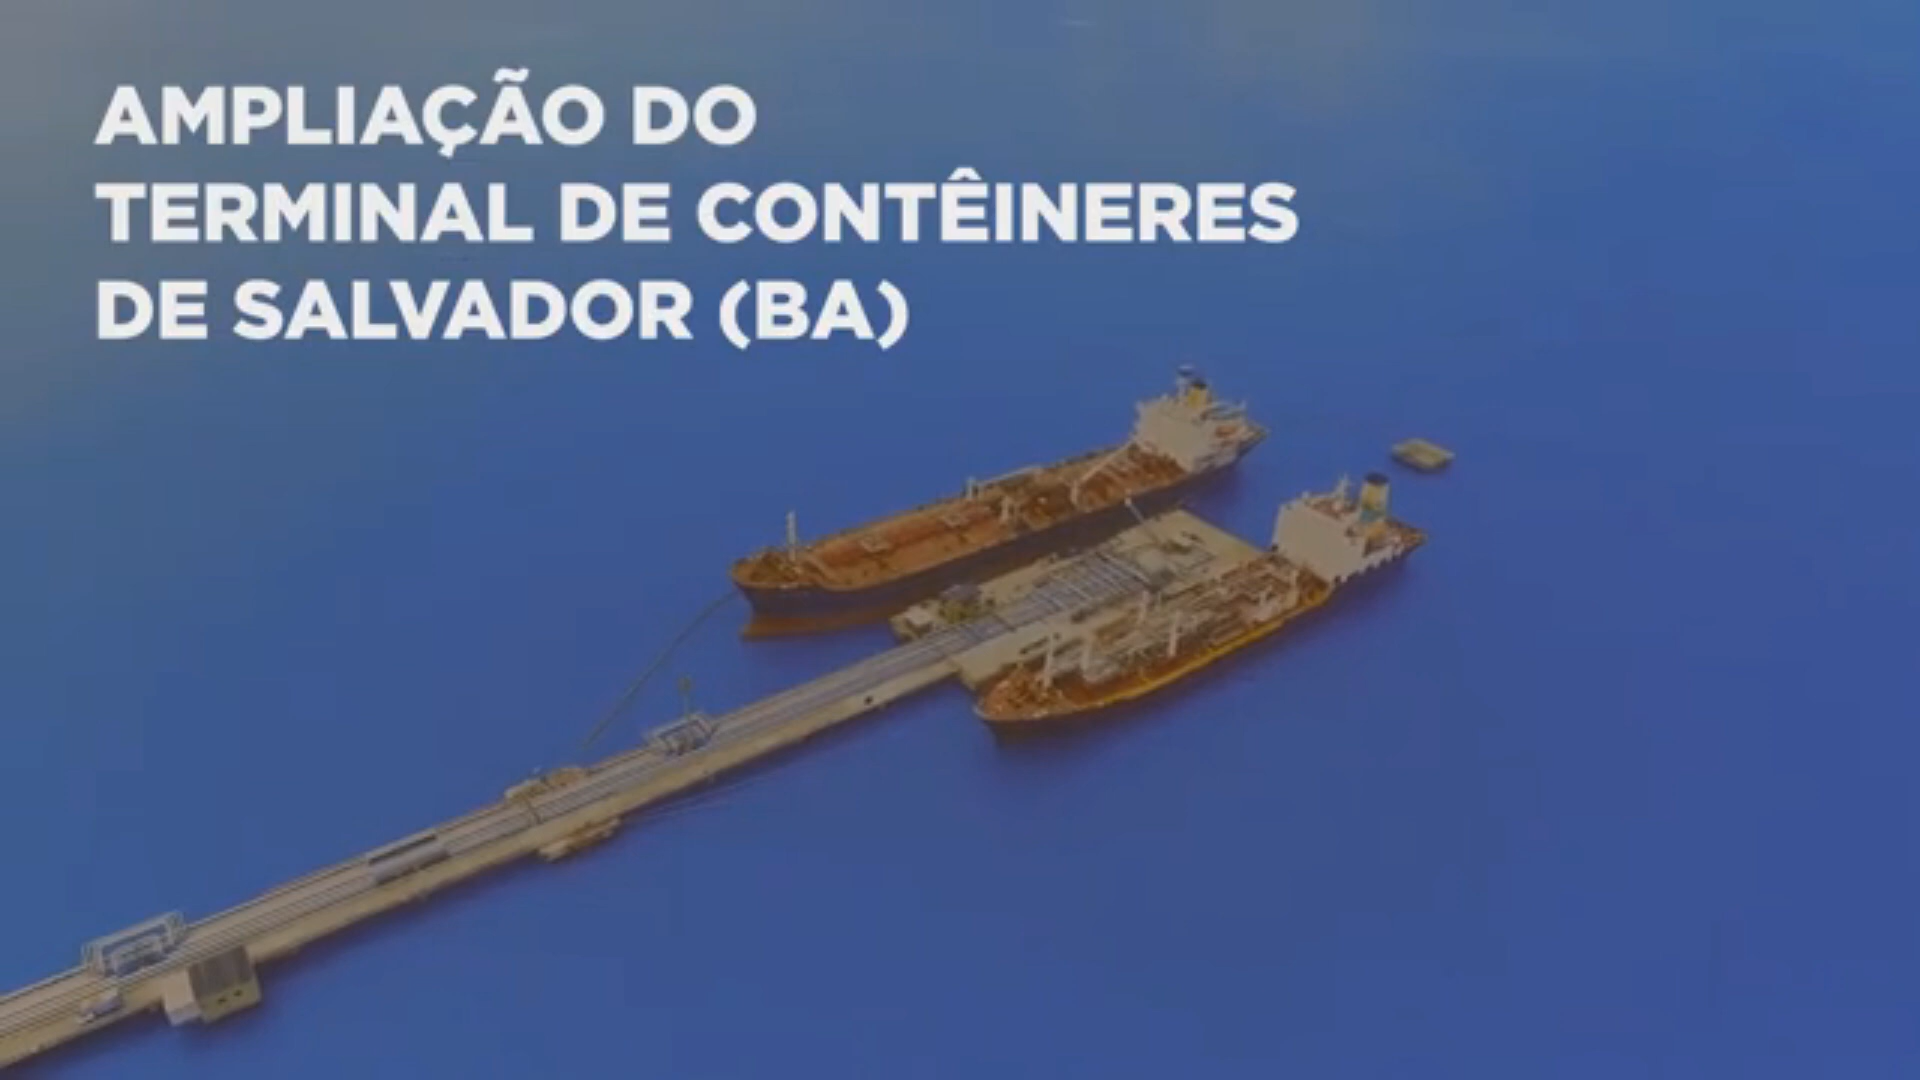 AMPLIAÇÃO DO
TERMINAL DE CONTÊINERES
DE SALVADOR (BA)